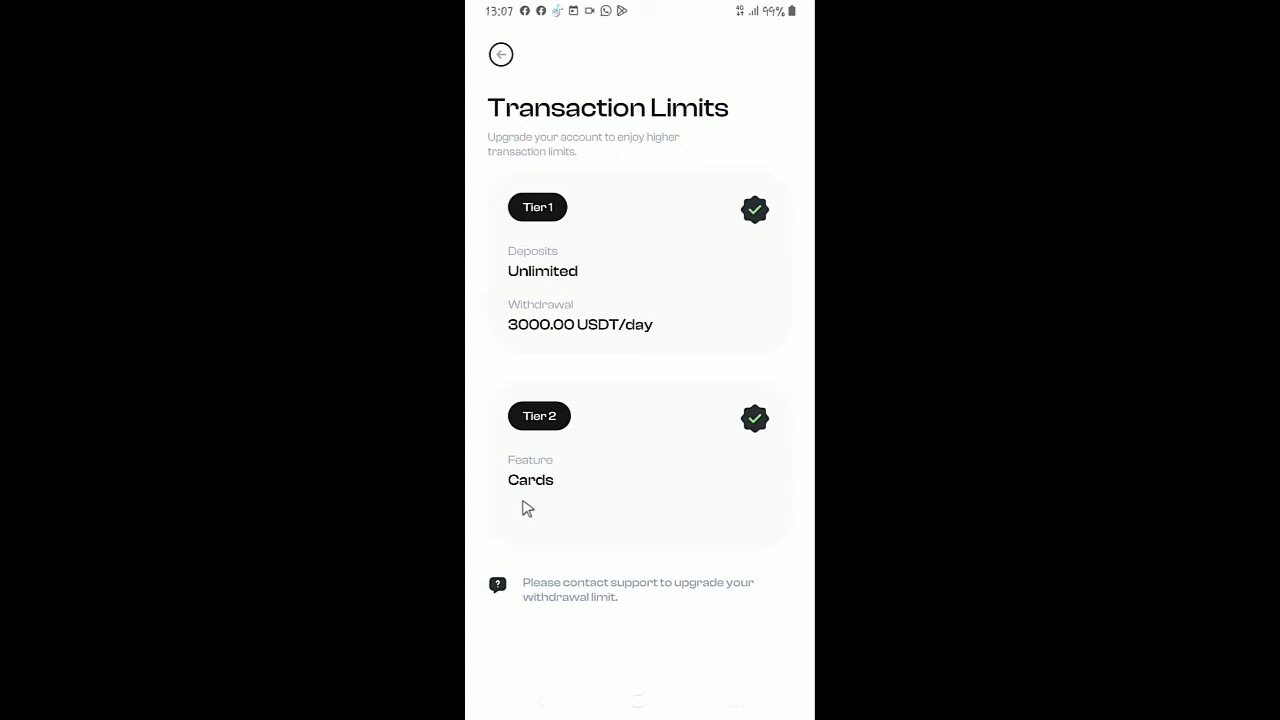 13:07 4G 99%
Transaction Limits
Upgrade your account to enjoy higher
transaction limits.
Tier 1
Deposits
Unlimited
Withdrawal
3000.00 USDT/day
Tier 2
Feature
Cards
Please contact support to upgrade your
withdrawal limit.